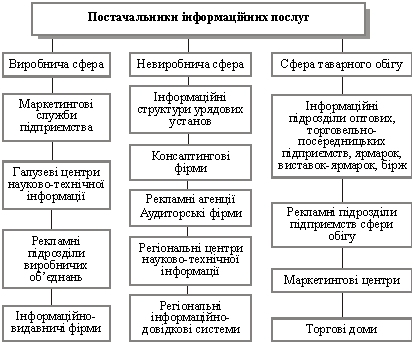 Постачальники інформаційних послуг
Виробнича сфера
Маркетингові
служби
підприємства
Галузеві центри
науково-технічної
інформації
Рекламні
підрозділи
виробничих
об’єднань
Інформаційно-
видавничі фірми
Невиробнича сфера
Інформаційні
структури урядових
установ
Консалтингові
фірми
Рекламні агенції
Аудиторські фірми
Регіональні центри
науково-технічної
інформації
Регіональні
інформаційно-
довідкові системи
Сфера таварного обігу
Інформаційні
підрозділи оптових,
торговельно-
посередницьких
підприємств, ярмарок,
виставок-ярмарок, бірж
Рекламні підрозділи
підприємств сфери
обігу
Маркетингові центри
Торгові доми